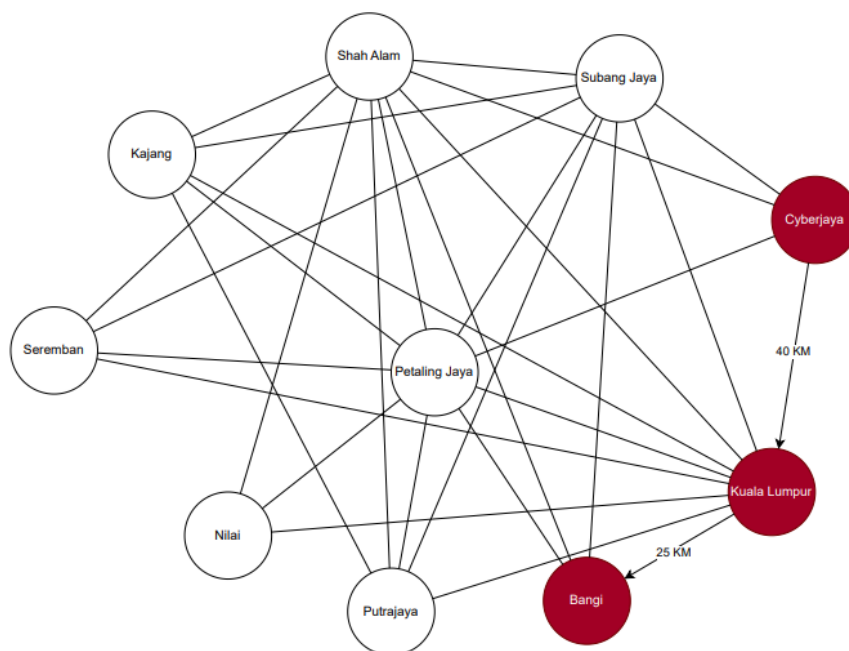 Shah Alam
Subang Jaya
Kajang
Cyberjaya
Seremban
Petaling Jaya
40 KM
Kuala Lumpur
Nilai
25 KM
Bangi
Putrajaya